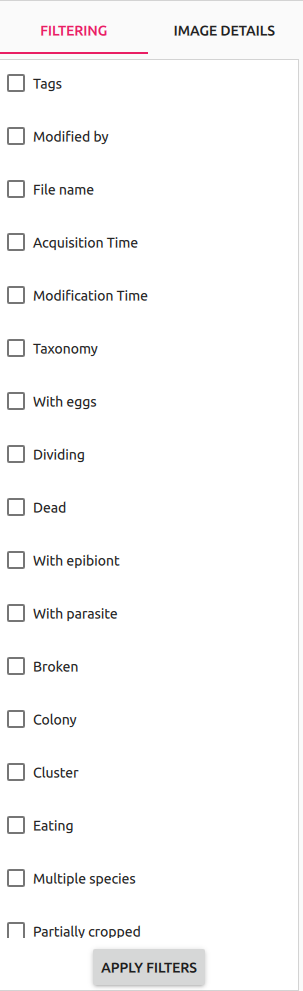 FILTERING IMAGE DETAILS
Tags
Modified by
File name
Acquisition Time
Modification Time
Taxonomy
With eggs
Dividing
Dead
With epibiont
With parasite
Broken
Colony
Cluster
Eating
Multiple species
Partially cropped
APPLY FILTERS